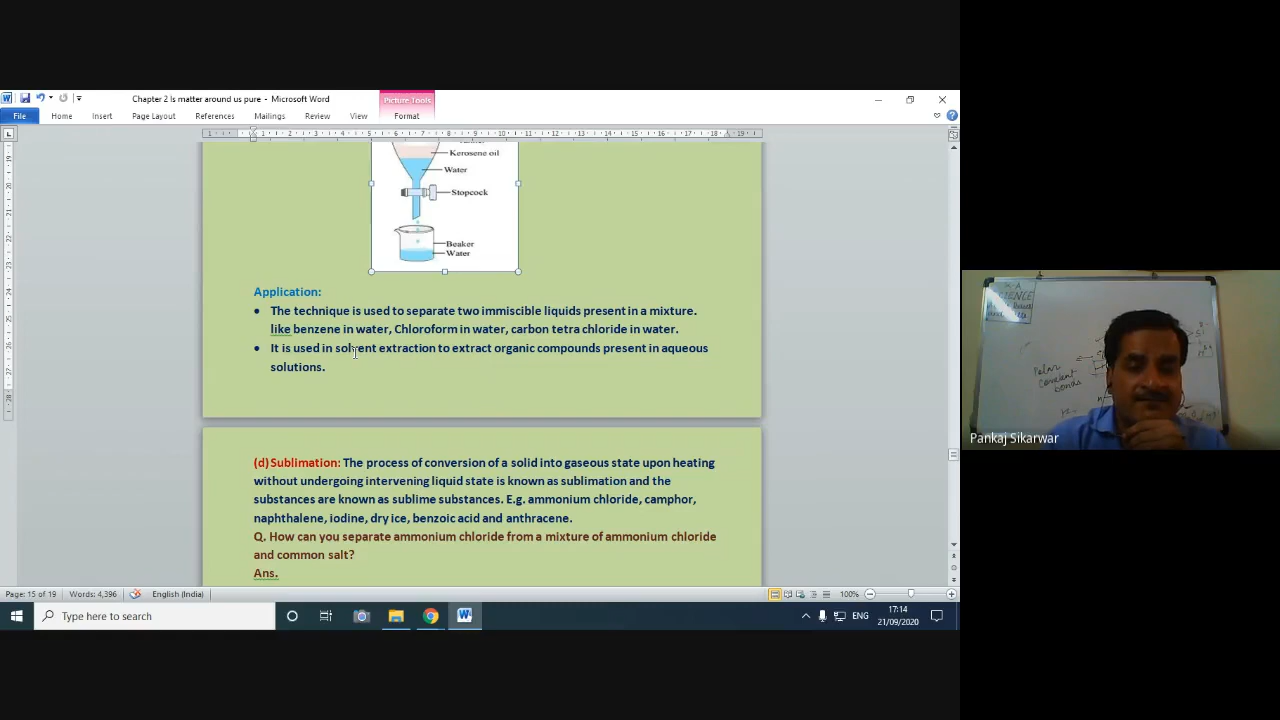 Chapter 2 Is matter around us pure - Microsoft Word
Picture Tools
File Home Insert Page Layout References Mailings Review View Format
Kerosene oil
Water
Stopcock
Beaker
Water
Application:
• The technique is used to separate two immiscible liquids present in a mixture.
like benzene in water, Chloroform in water, carbon tetra chloride in water.
• It is used in solvent extraction to extract organic compounds present in aqueous
solutions.
(d) Sublimation: The process of conversion of a solid into gaseous state upon heating
without undergoing intervening liquid state is known as sublimation and the
substances are known as sublime substances. E.g. ammonium chloride, camphor,
naphthalene, iodine, dry ice, benzoic acid and anthracene.
Q. How can you separate ammonium chloride from a mixture of ammonium chloride
and common salt?
Ans.
Page: 15 of 19 Words: 4,396 English (India) 100%
Type here to search
ENG
17:14
21/09/2020
SCIENCE
Polar
covalent
bonds
Pankaj Sikarwar